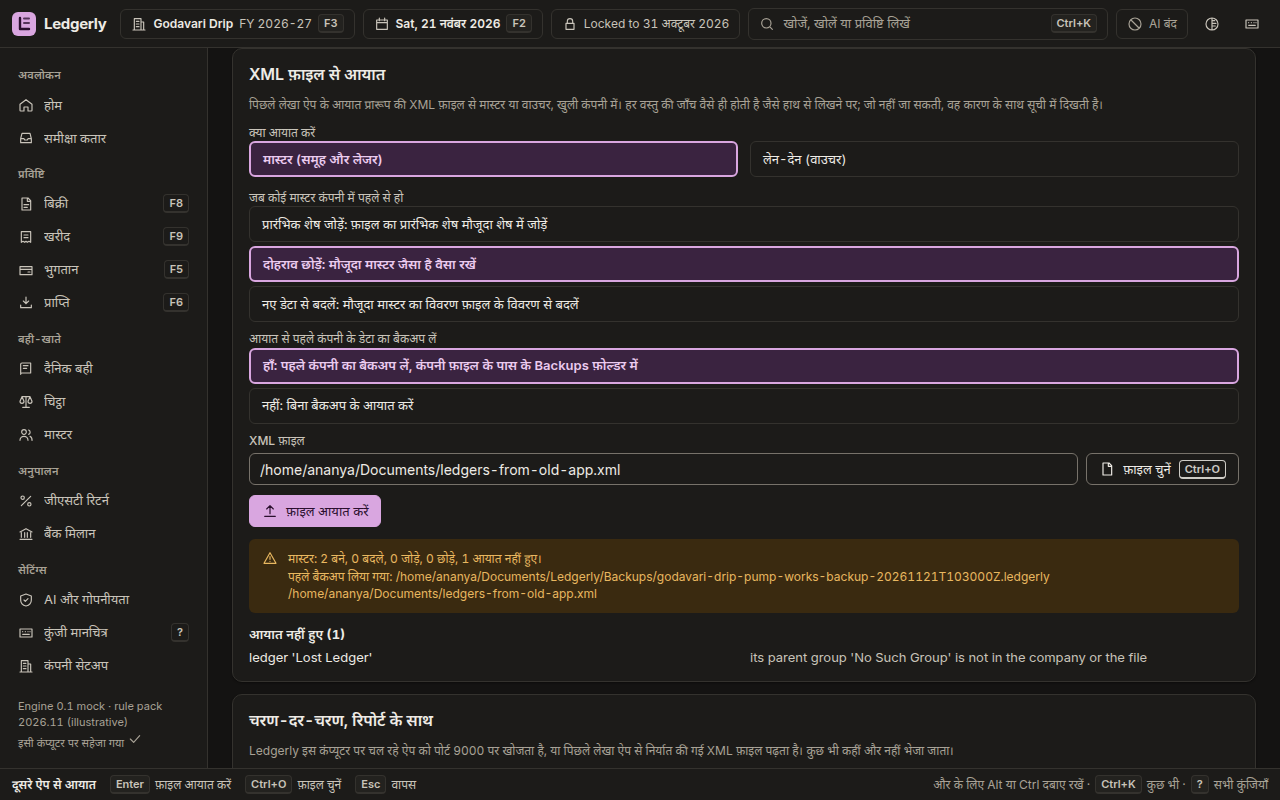 Ledgerly
Godavari Drip FY 2026-27 F3
Sat, 21 नवंबर 2026 F2
Locked to 31 अक्टूबर 2026
खोजें, खोलें या प्रविष्टि लिखें Ctrl+K
AI बंद
अवलोकन
होम
समीक्षा कतार
प्रविष्टि
बिक्री F8
खरीद F9
भुगतान F5
प्राप्ति F6
बही-खाते
दैनिक बही
चिट्ठा
मास्टर
अनुपालन
जीएसटी रिटर्न
बैंक मिलान
सेटिंग्स
AI और गोपनीयता
कुंजी मानचित्र ?
कंपनी सेटअप
Engine 0.1 mock · rule pack
2026.11 (illustrative)
इसी कंप्यूटर पर सहेजा गया
XML फ़ाइल से आयात
पिछले लेखा ऐप के आयात प्रारूप की XML फ़ाइल से मास्टर या वाउचर, खुली कंपनी में। हर वस्तु की जाँच वैसे ही होती है जैसे हाथ से लिखने पर; जो नहीं जा सकती, वह कारण के साथ सूची में दिखती है।
क्या आयात करें
मास्टर (समूह और लेजर)
लेन-देन (वाउचर)
जब कोई मास्टर कंपनी में पहले से हो
प्रारंभिक शेष जोड़ें: फ़ाइल का प्रारंभिक शेष मौजूदा शेष में जोड़ें
दोहराव छोड़ें: मौजूदा मास्टर जैसा है वैसा रखें
नए डेटा से बदलें: मौजूदा मास्टर का विवरण फ़ाइल के विवरण से बदलें
आयात से पहले कंपनी के डेटा का बैकअप लें
हाँ: पहले कंपनी का बैकअप लें, कंपनी फ़ाइल के पास के Backups फ़ोल्डर में
नहीं: बिना बैकअप के आयात करें
XML फ़ाइल
/home/ananya/Documents/ledgers-from-old-app.xml
फ़ाइल चुनें Ctrl+O
फ़ाइल आयात करें
मास्टर: 2 बने, 0 बदले, 0 जोड़े, 0 छोड़े, 1 आयात नहीं हुए।
पहले बैकअप लिया गया: /home/ananya/Documents/Ledgerly/Backups/godavari-drip-pump-works-backup-20261121T103000Z.ledgerly
/home/ananya/Documents/ledgers-from-old-app.xml
आयात नहीं हुए (1)
ledger 'Lost Ledger' its parent group 'No Such Group' is not in the company or the file
चरण-दर-चरण, रिपोर्ट के साथ
Ledgerly इस कंप्यूटर पर चल रहे ऐप को पोर्ट 9000 पर खोजता है, या पिछले लेखा ऐप से निर्यात की गई XML फ़ाइल पढ़ता है। कुछ भी कहीं और नहीं भेजा जाता।
दूसरे ऐप से आयात Enter फ़ाइल आयात करें Ctrl+O फ़ाइल चुनें Esc वापस
और के लिए Alt या Ctrl दबाए रखें · Ctrl+K कुछ भी · ? सभी कुंजियाँ